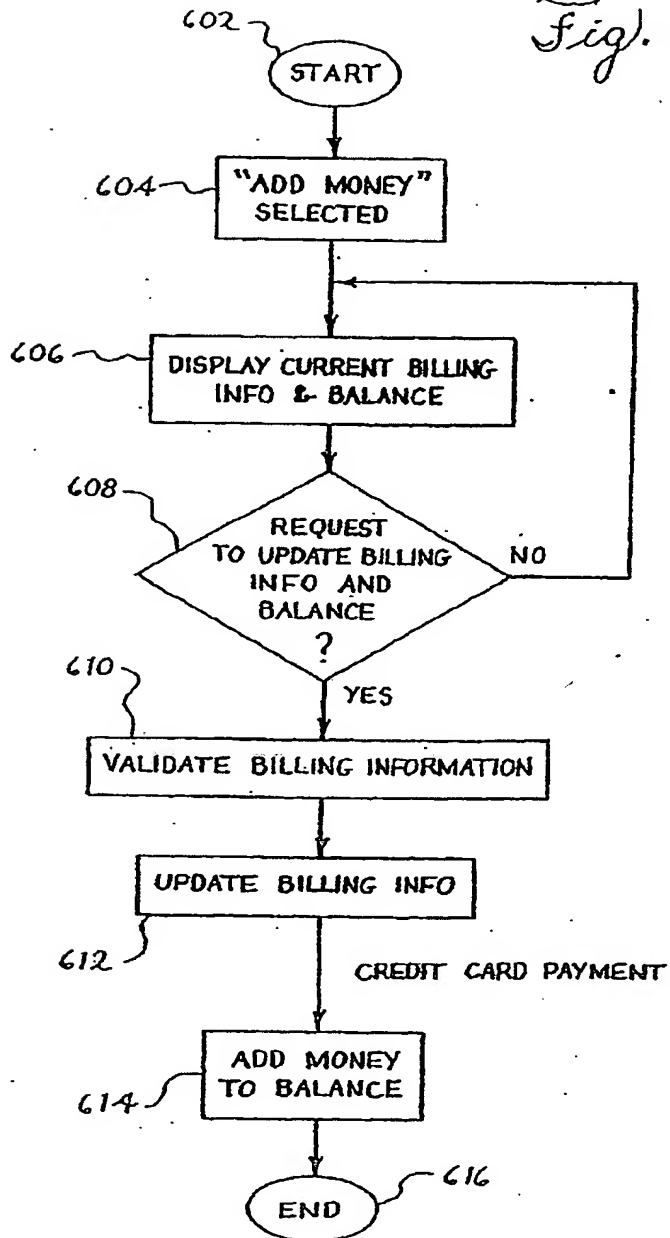 Fig.
602
START
604
"ADD MONEY"
SELECTED
606
DISPLAY CURRENT BILLING
INFO & BALANCE
608
REQUEST
TO UPDATE BILLING
INFO AND
BALANCE
?
NO
YES
610
VALIDATE BILLING INFORMATION
UPDATE BILLING INFO
612
CREDIT CARD PAYMENT
ADD MONEY
TO BALANCE
614
616
END